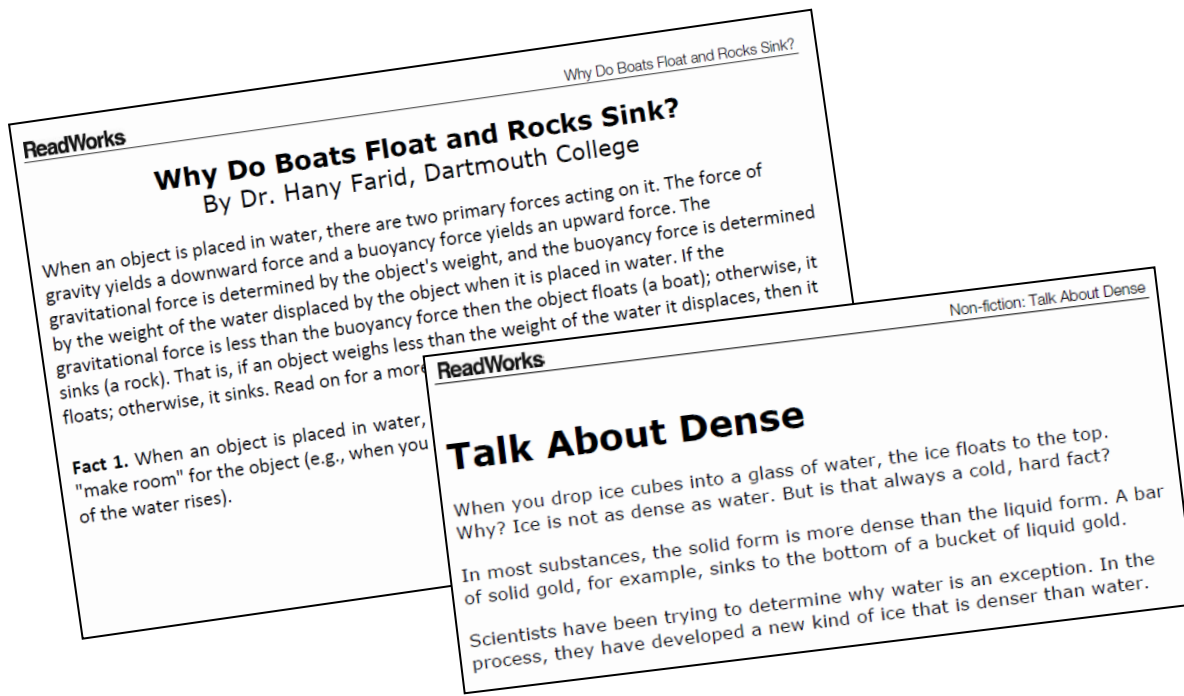 Why Do Boats Float and Rocks Sink?
ReadWorks
Why Do Boats Float and Rocks Sink?
By Dr. Hany Farid, Dartmouth College
When an object is placed in water, there are two primary forces acting on it. The force of
gravity yields a downward force and a buoyancy force yields an upward force. The
gravitational force is determined by the object's weight, and the buoyancy force is determined
by the weight of the water displaced by the object when it is placed in water. If the
gravitational force is less than the buoyancy force then the object floats (a boat); otherwise, it
sinks (a rock). That is, if an object weighs less than the weight of the water it displaces, then it
floats; otherwise, it sinks. Read on for a more
Fact 1. When an object is placed in water,
"make room" for the object (e.g., when you
of the water rises).
Non-fiction: Talk About Dense
ReadWorks
Talk About Dense
When you drop ice cubes into a glass of water, the ice floats to the top.
Why? Ice is not as dense as water. But is that always a cold, hard fact?
In most substances, the solid form is more dense than the liquid form. A bar
of solid gold, for example, sinks to the bottom of a bucket of liquid gold.
Scientists have been trying to determine why water is an exception. In the
process, they have developed a new kind of ice that is denser than water.